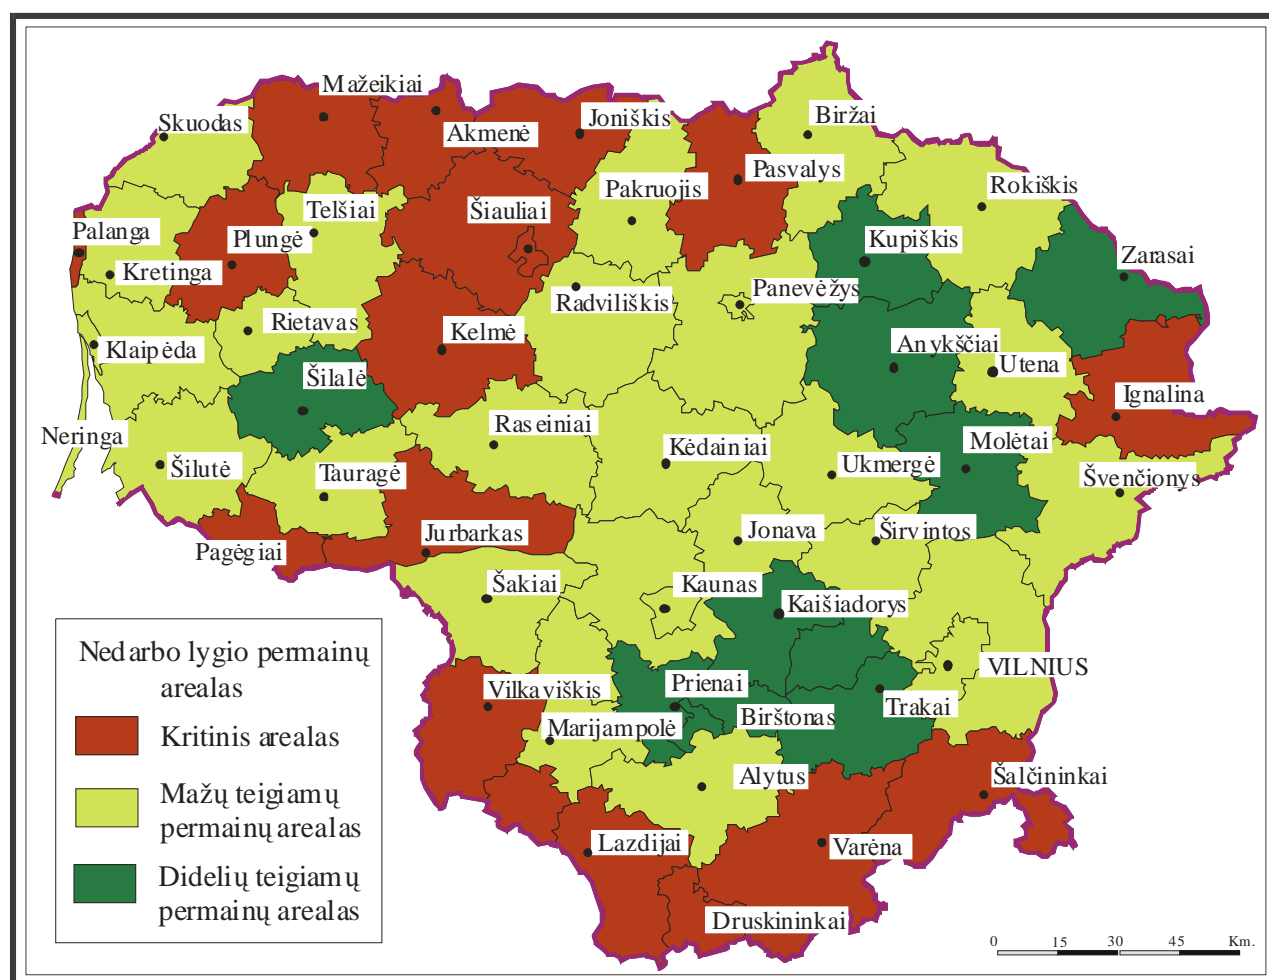 Mažeikiai
Skuodas
Akmenė
Joniškis
Biržai
Pasvalys
Pakruojis
Rokiškis
Telšiai
Šiauliai
Palanga
Plungė
Kupiškis
Zarasai
Kretinga
Radviliškis
Panevėžys
Rietavas
Klaipėda
Kelmė
Anykščiai
Utena
Šilalė
Ignalina
Neringa
Raseiniai
Kėdainiai
Molėtai
Šilutė
Tauragė
Ukmergė
Švenčionys
Pagėgiai
Jurbarkas
Jonava
Širvintos
Šakiai
Kaunas
Kaišiadorys
Vilkaviškis
Prienai
VILNIUS
Marijampolė
Birštonas
Trakai
Alytus
Šalčininkai
Lazdijai
Varėna
Druskininkai
Nedarbo lygio permainų
arealas
Kritinis arealas
Mažų teigiamų
permainų arealas
Didelių teigiamų
permainų arealas
0 15 30 45 Km.